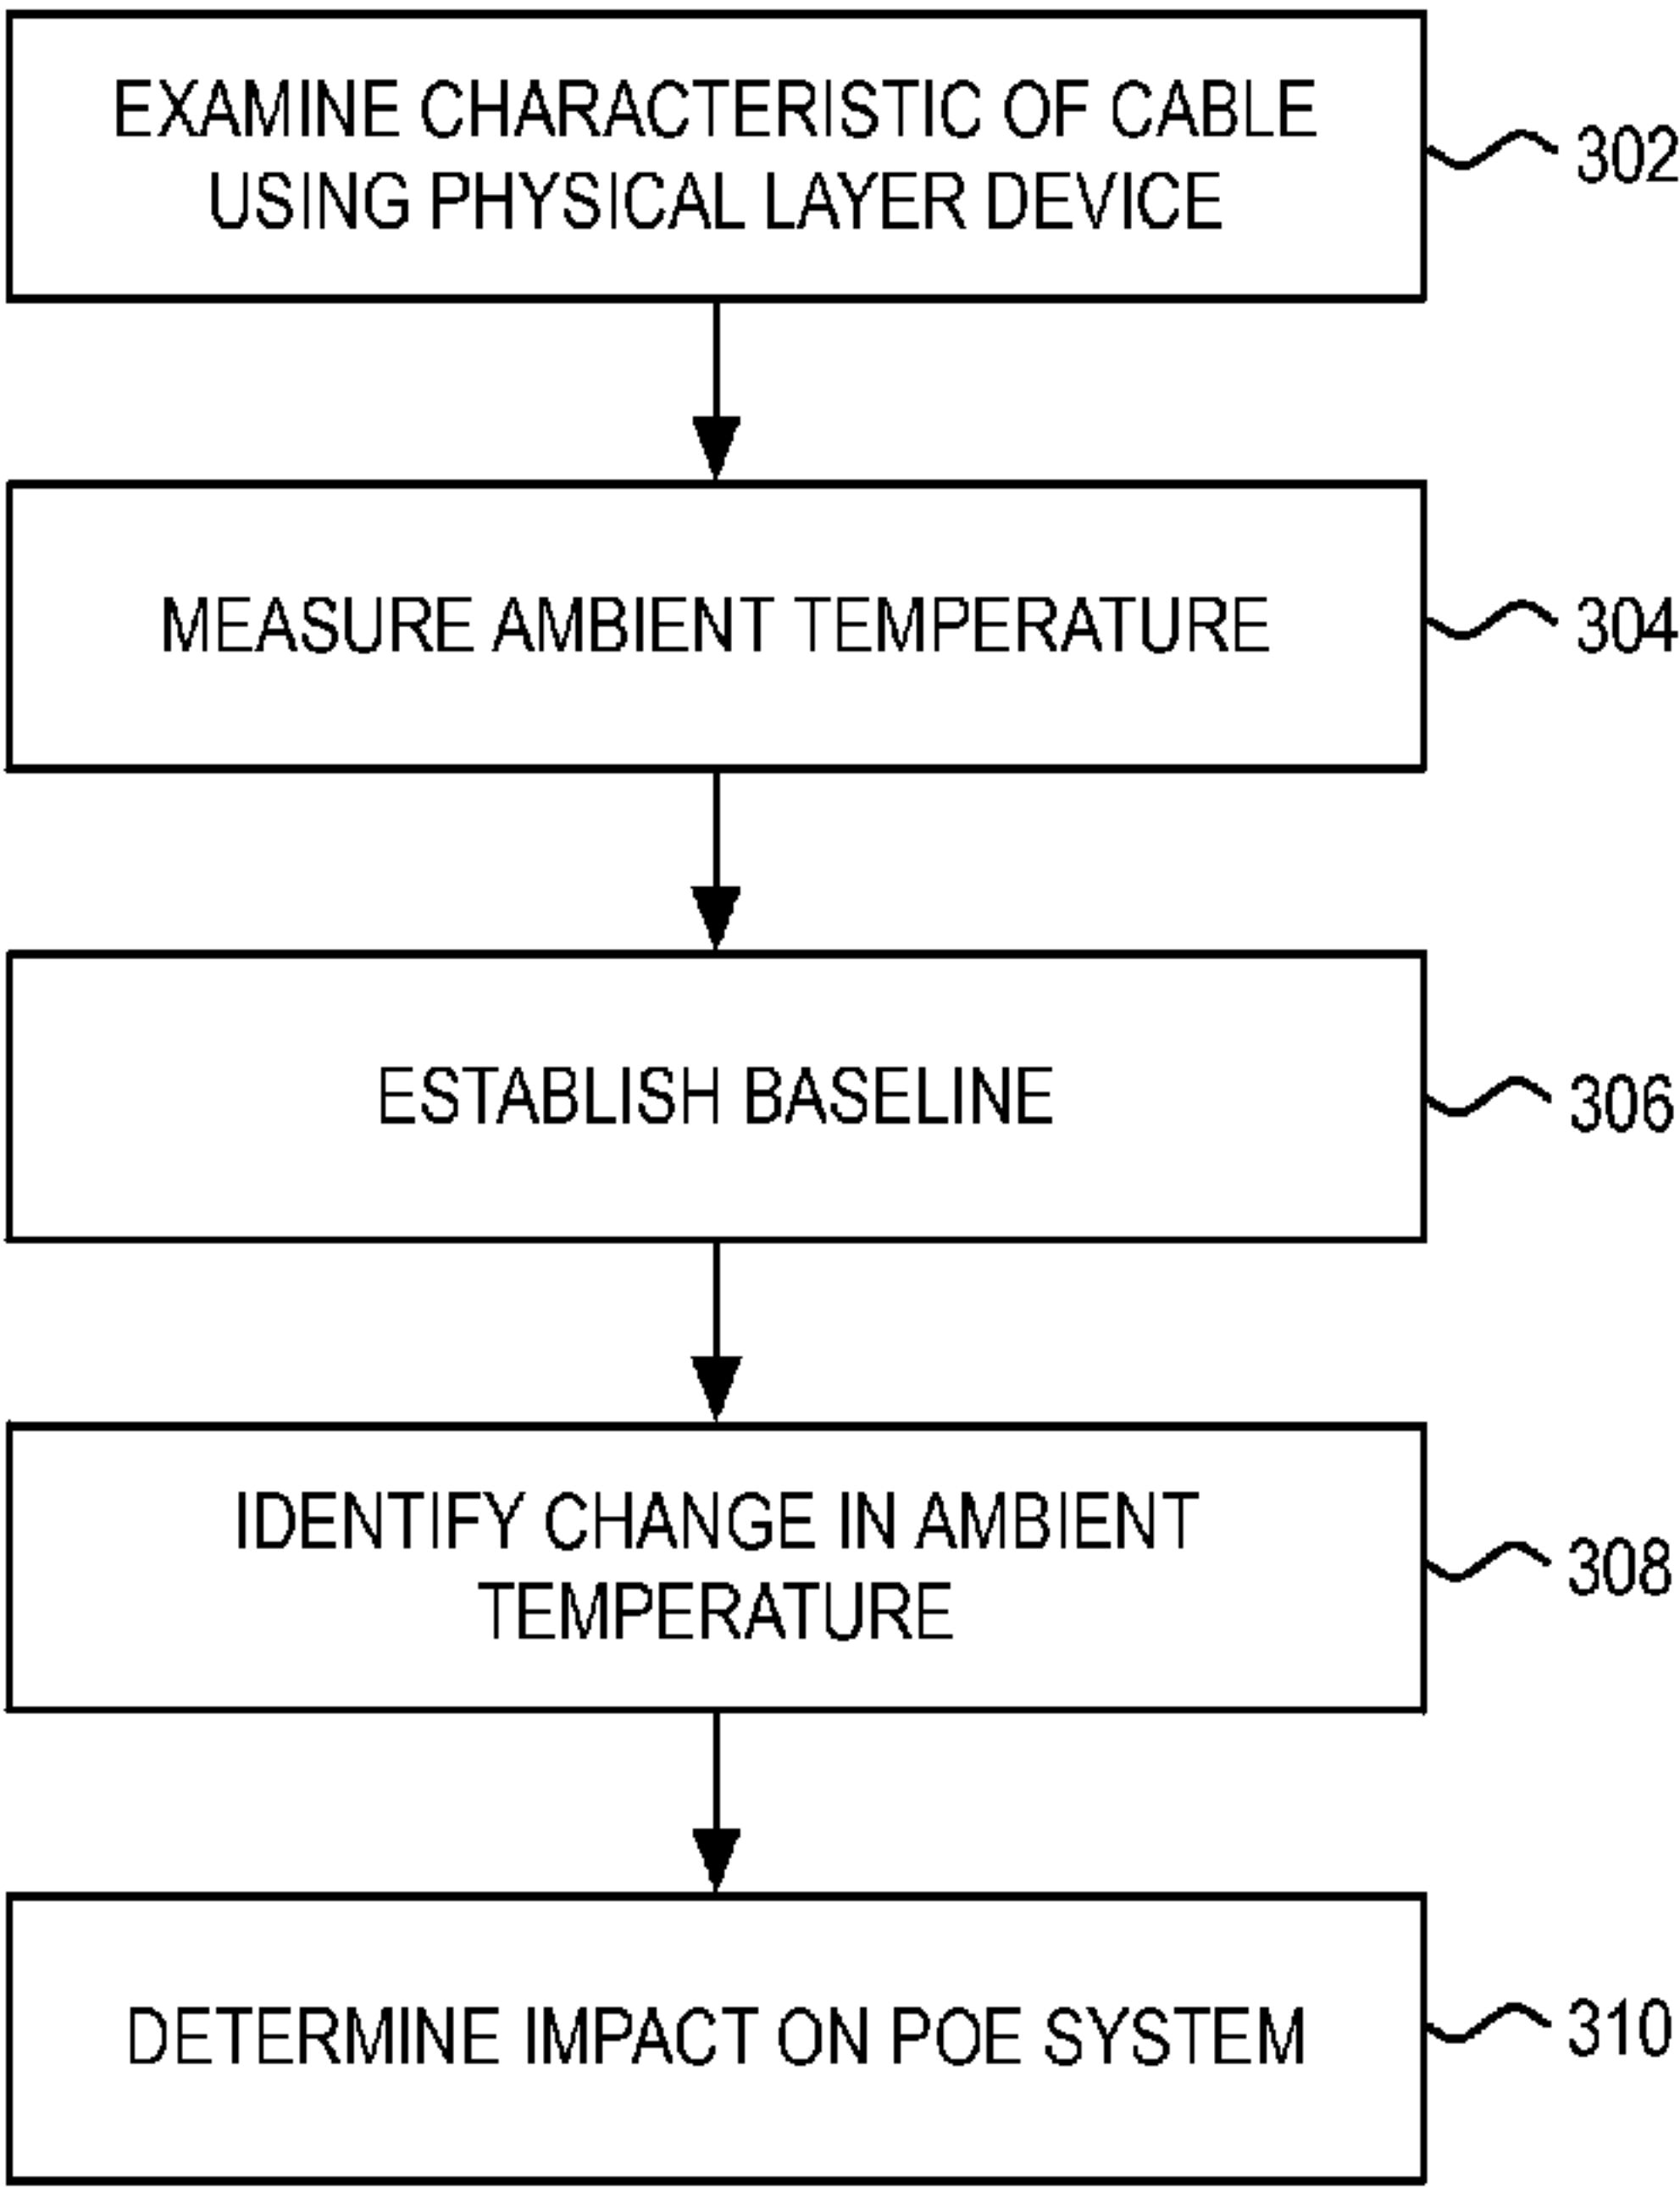 EXAMINE CHARACTERISTIC OF CABLE
USING PHYSICAL LAYER DEVICE
302
MEASURE AMBIENT TEMPERATURE
304
ESTABLISH BASELINE
306
IDENTIFY CHANGE IN AMBIENT
TEMPERATURE
308
DETERMINE IMPACT ON POE SYSTEM
310